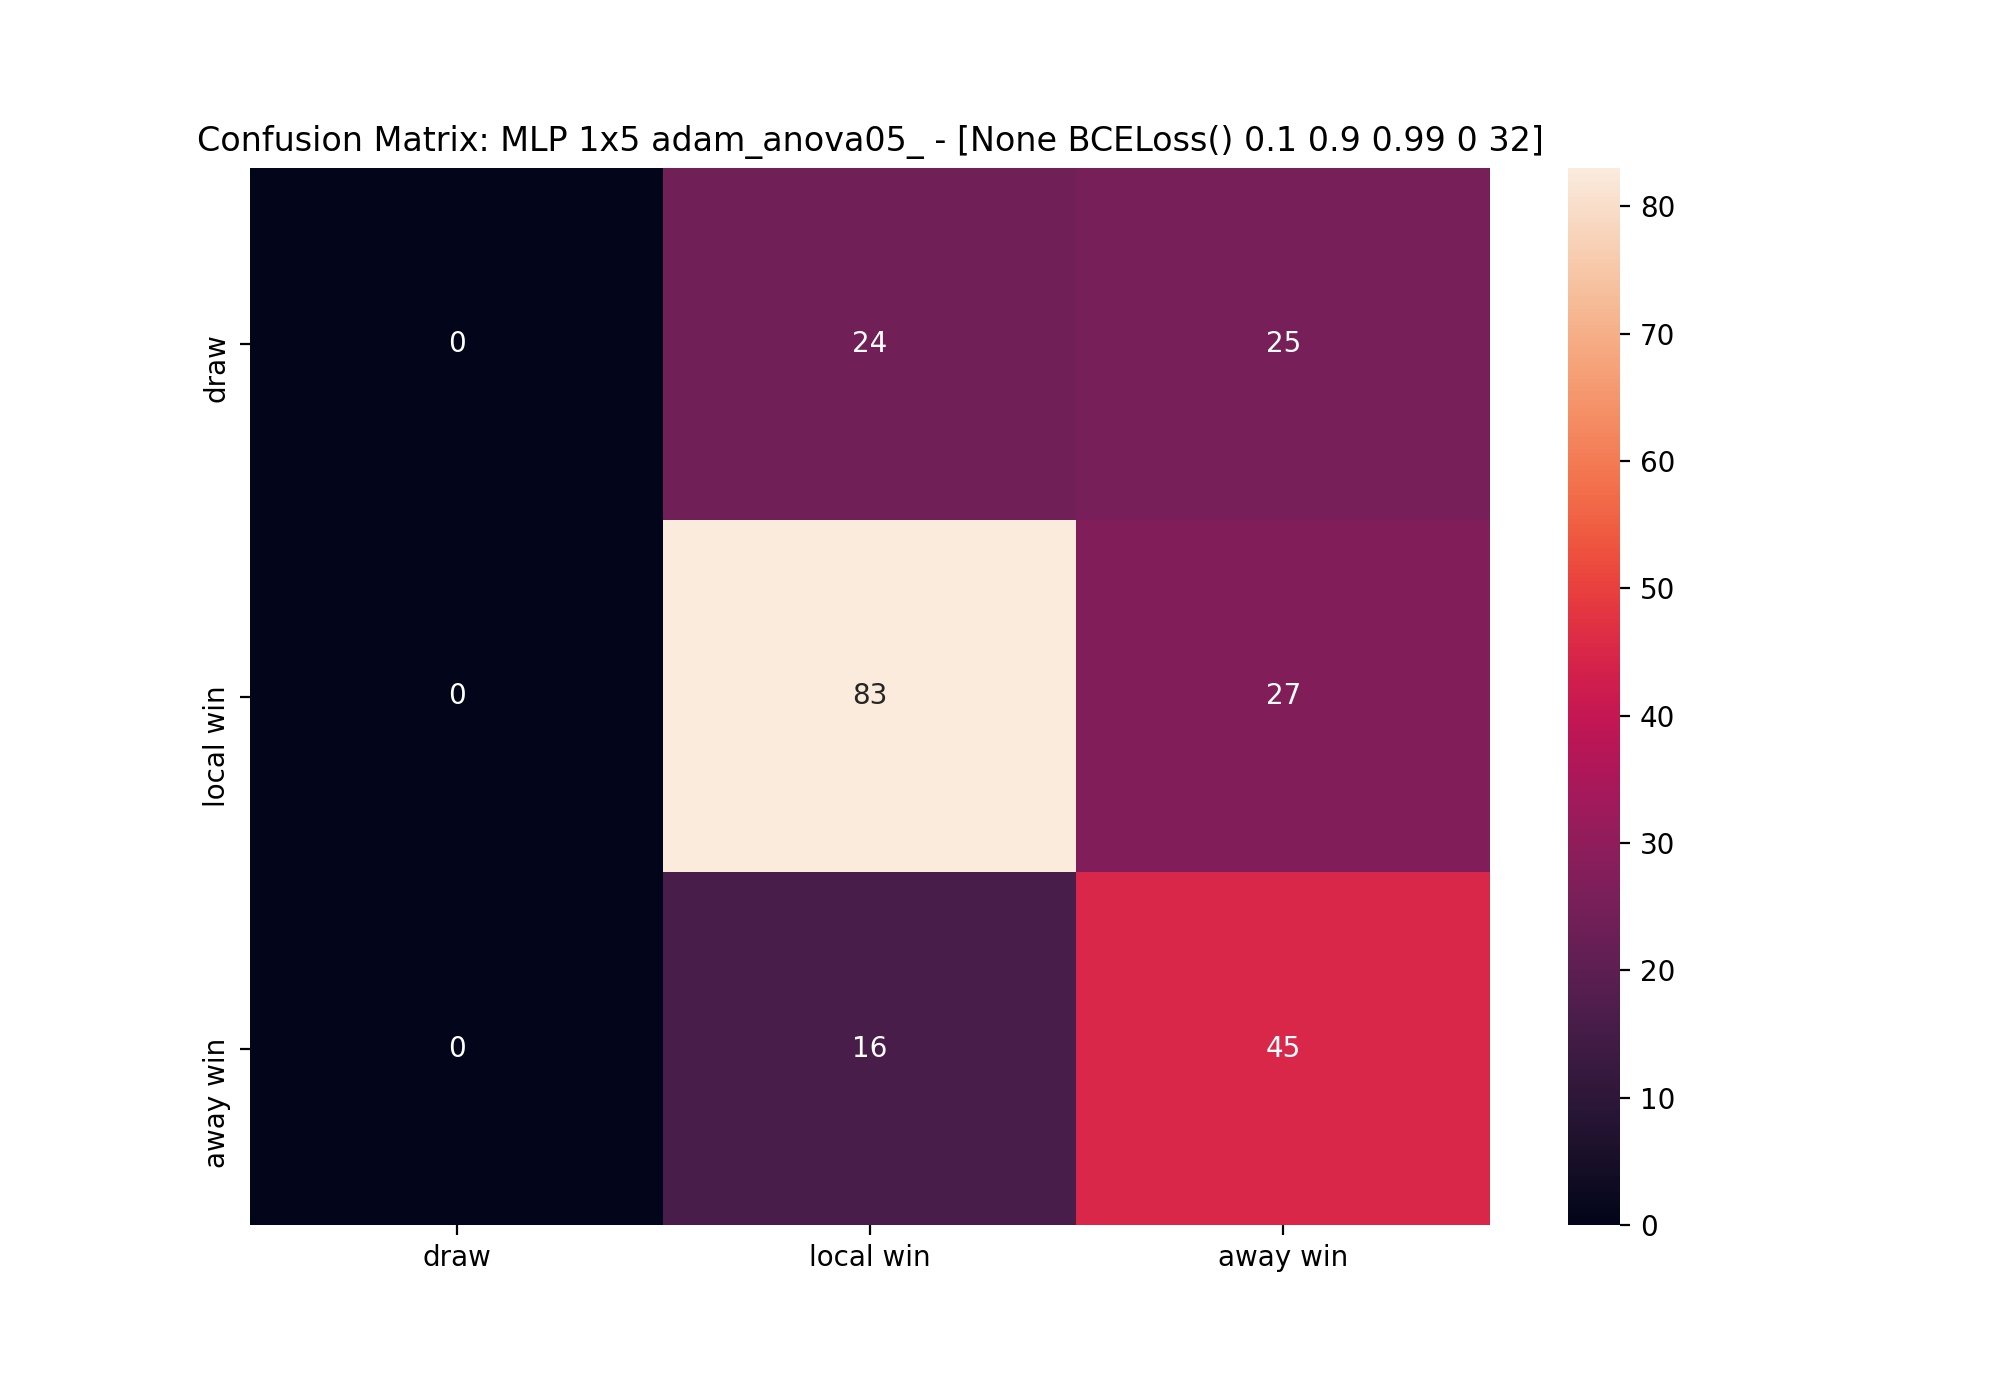 Confusion Matrix: MLP 1x5 adam_anova05_ - [None BCELoss() 0.1 0.9 0.99 0 32]
draw
0
24
25
local win
0
83
27
away win
0
16
45
draw
local win
away win
80
70
60
50
40
30
20
10
0